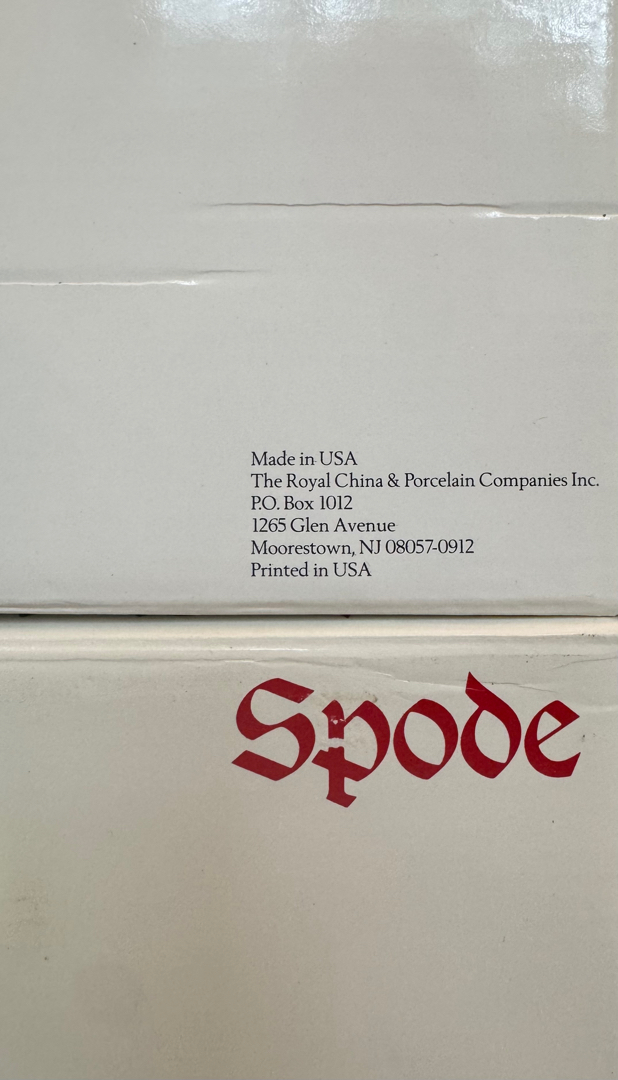 Made in USA
The Royal China & Porcelain Companies Inc.
P.O. Box 1012
1265 Glen Avenue
Moorestown, NJ 08057-0912
Printed in USA
Spode